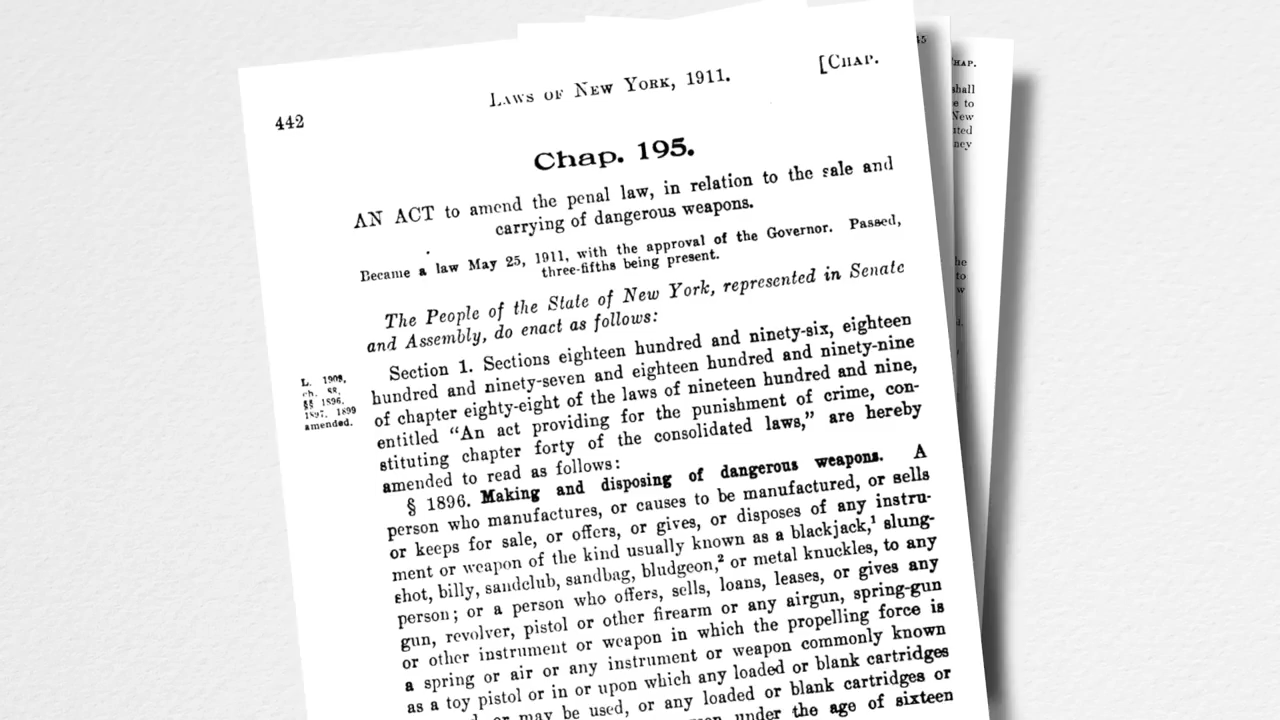 442
LAWS OF NEW YORK, 1911.
[CHAP.
Chap. 195.
AN ACT to amend the penal law, in relation to the sale and
carrying of dangerous weapons.
Became a law May 25, 1911, with the approval of the Governor. Passed,
three-fifths being present.
The People of the State of New York, represented in Senate
and Assembly, do enact as follows:
L. 1909,
ch. 88,
§§ 1896,
1897, 1899
amended.
Section 1. Sections eighteen hundred and ninety-six, eighteen
hundred and ninety-seven and eighteen hundred and ninety-nine
of chapter eighty-eight of the laws of nineteen hundred and nine,
entitled “An act providing for the punishment of crime, con-
stituting chapter forty of the consolidated laws,” are hereby
amended to read as follows:
§ 1896. Making and disposing of dangerous weapons. A
person who manufactures, or causes to be manufactured, or sells
or keeps for sale, or offers, or gives, or disposes of any instru-
ment or weapon of the kind usually known as a blackjack,¹ slung-
shot, billy, sandclub, sandbag, bludgeon,² or metal knuckles, to any
person; or a person who offers, sells, loans, leases, or gives any
gun, revolver, pistol or other firearm or any airgun, spring-gun
or other instrument or weapon in which the propelling force is
a spring or air or any instrument or weapon commonly known
as a toy pistol or in or upon which any loaded or blank cartridges
or may be used, or any loaded or blank cartridges or
under the age of sixteen
HAP.
shall
e to
New
ited
ney
he
to
w
d.